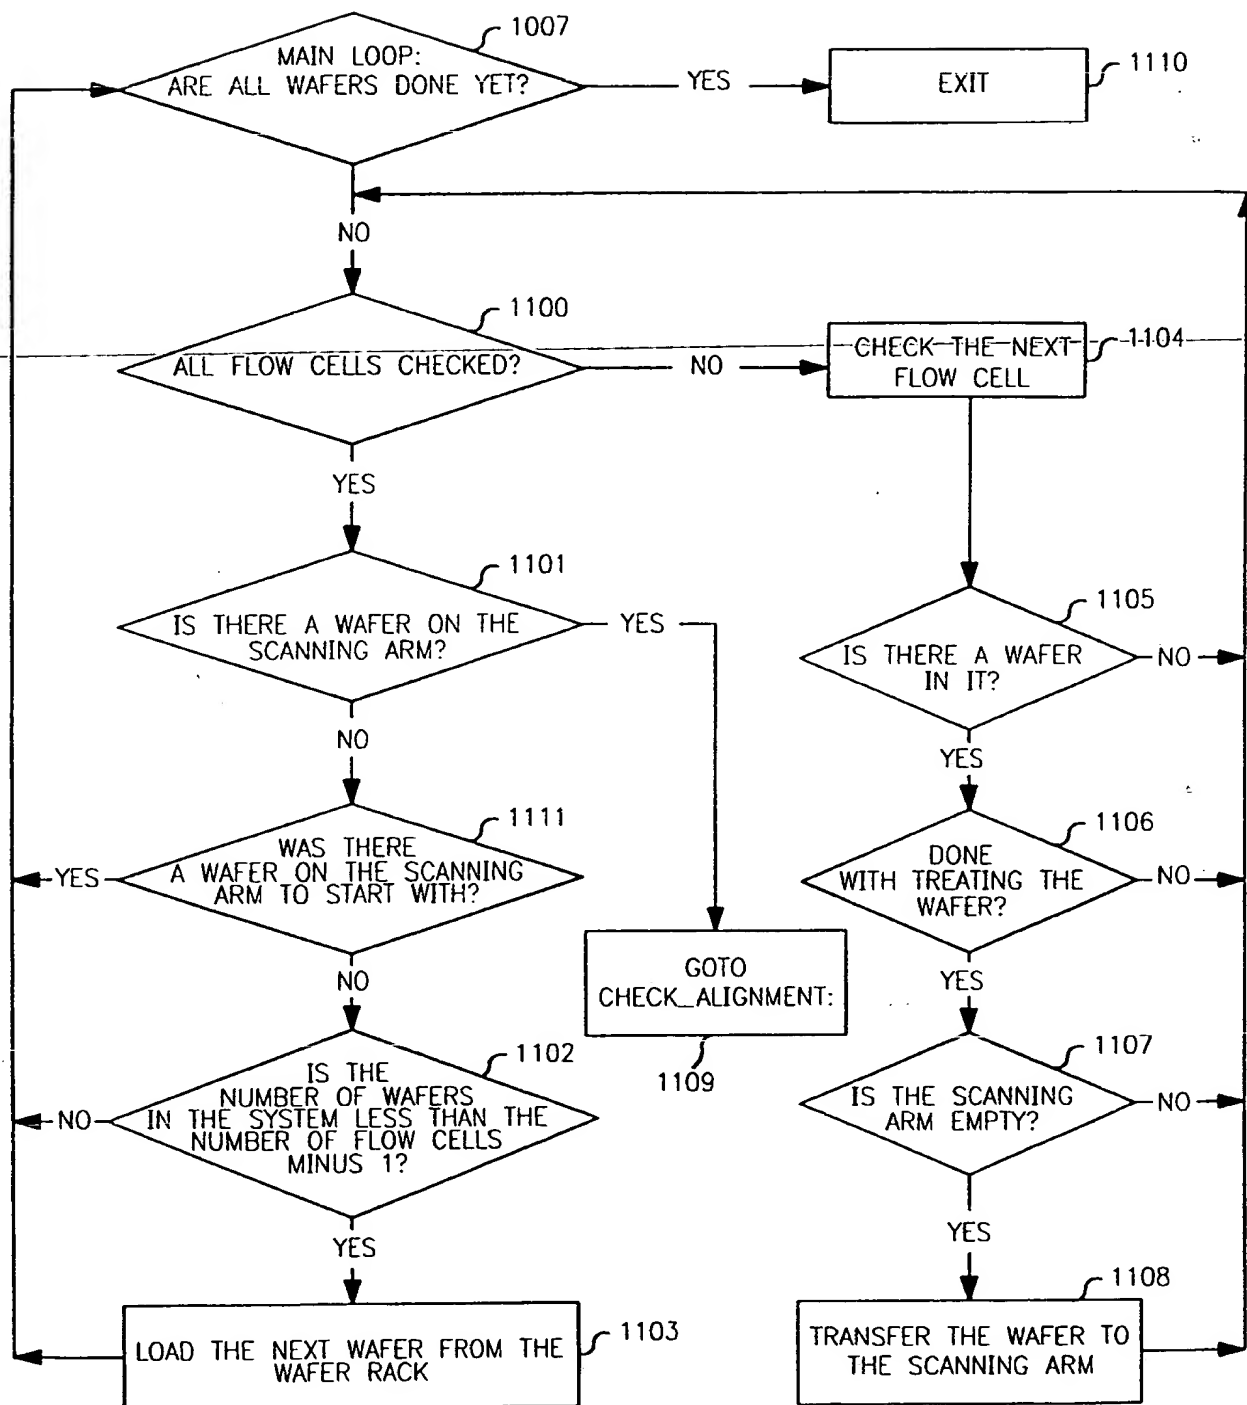 1007
MAIN LOOP:
ARE ALL WAFERS DONE YET?
YES
EXIT
1110
NO
1100
ALL FLOW CELLS CHECKED?
NO
CHECK THE NEXT
FLOW CELL
1104
YES
1101
IS THERE A WAFER ON THE
SCANNING ARM?
YES
1105
IS THERE A WAFER
IN IT?
NO
NO
YES
1111
WAS THERE
A WAFER ON THE SCANNING
ARM TO START WITH?
YES
1106
DONE
WITH TREATING THE
WAFER?
NO
GOTO
CHECK_ALIGNMENT:
1109
NO
YES
1102
IS THE
NUMBER OF WAFERS
IN THE SYSTEM LESS THAN THE
NUMBER OF FLOW CELLS
MINUS 1?
NO
1107
IS THE SCANNING
ARM EMPTY?
NO
YES
YES
1103
LOAD THE NEXT WAFER FROM THE
WAFER RACK
1108
TRANSFER THE WAFER TO
THE SCANNING ARM